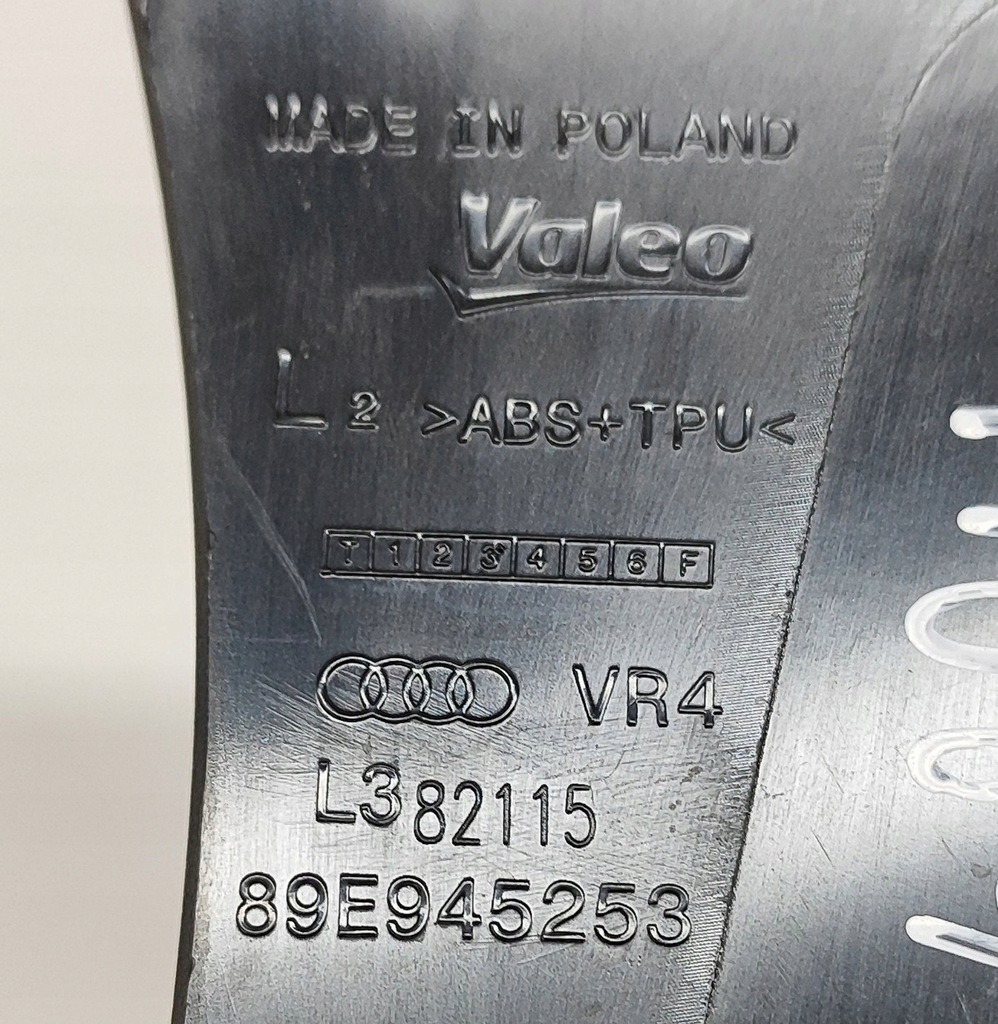 MADE IN POLAND
Valeo
L 2 >ABS+TPU<
T 1 2 3 4 5 6 F
VR4
L3 82115
89E945253